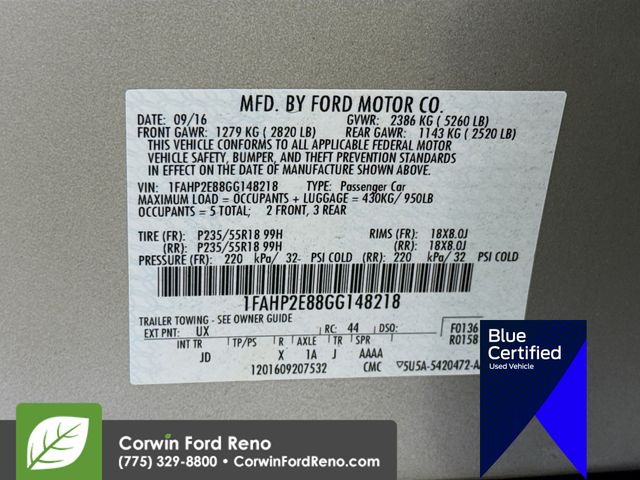 MFD. BY FORD MOTOR CO.
DATE: 09/16 GVWR: 2386 KG ( 5260 LB)
FRONT GAWR: 1279 KG ( 2820 LB) REAR GAWR: 1143 KG ( 2520 LB)
THIS VEHICLE CONFORMS TO ALL APPLICABLE FEDERAL MOTOR
VEHICLE SAFETY, BUMPER, AND THEFT PREVENTION STANDARDS
IN EFFECT ON THE DATE OF MANUFACTURE SHOWN ABOVE.
VIN: 1FAHP2E88GG148218 TYPE: Passenger Car
MAXIMUM LOAD = OCCUPANTS + LUGGAGE = 430KG/ 950LB
OCCUPANTS = 5 TOTAL; 2 FRONT, 3 REAR
TIRE (FR): P235/55R18 99H RIMS (FR): 18X8.0J
(RR): P235/55R18 99H (RR): 18X8.0J
PRESSURE (FR): 220 kPa/ 32- PSI COLD (RR): 220 kPa/ 32 PSI COLD
1FAHP2E88GG148218
TRAILER TOWING - SEE OWNER GUIDE
EXT PNT: UX RC: 44 DSO: F0136
R0158
INT TR TP/PS R AXLE TR SPR
JD X 1A J AAAA
1201609207532 CMC 5U5A-5420472-A
Blue
Certified
Used Vehicles
Corwin Ford Reno
(775) 329-8800 • CorwinFordReno.com